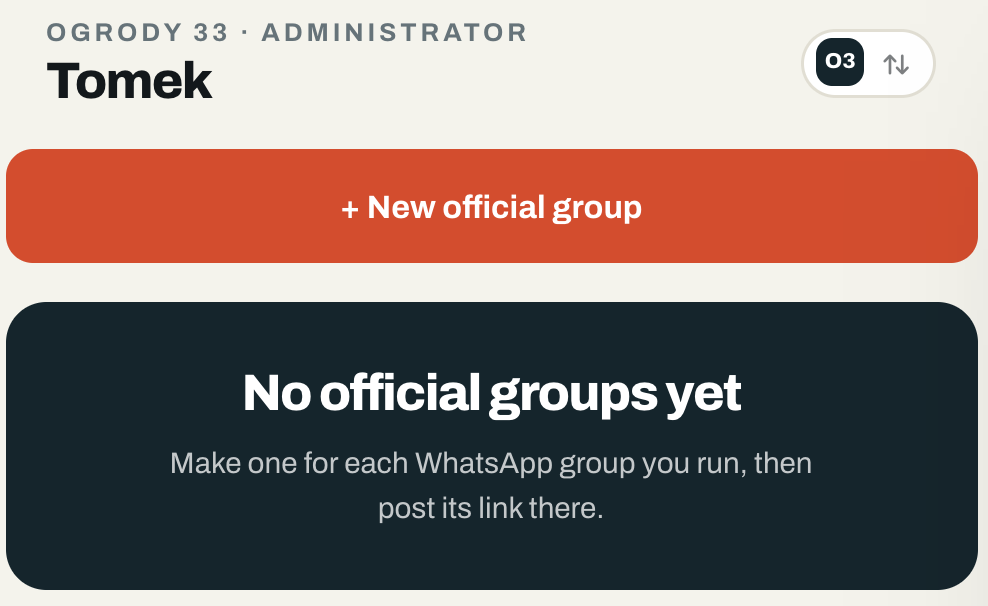 OGRODY 33 · ADMINISTRATOR
Tomek
O3
+ New official group
No official groups yet
Make one for each WhatsApp group you run, then
post its link there.